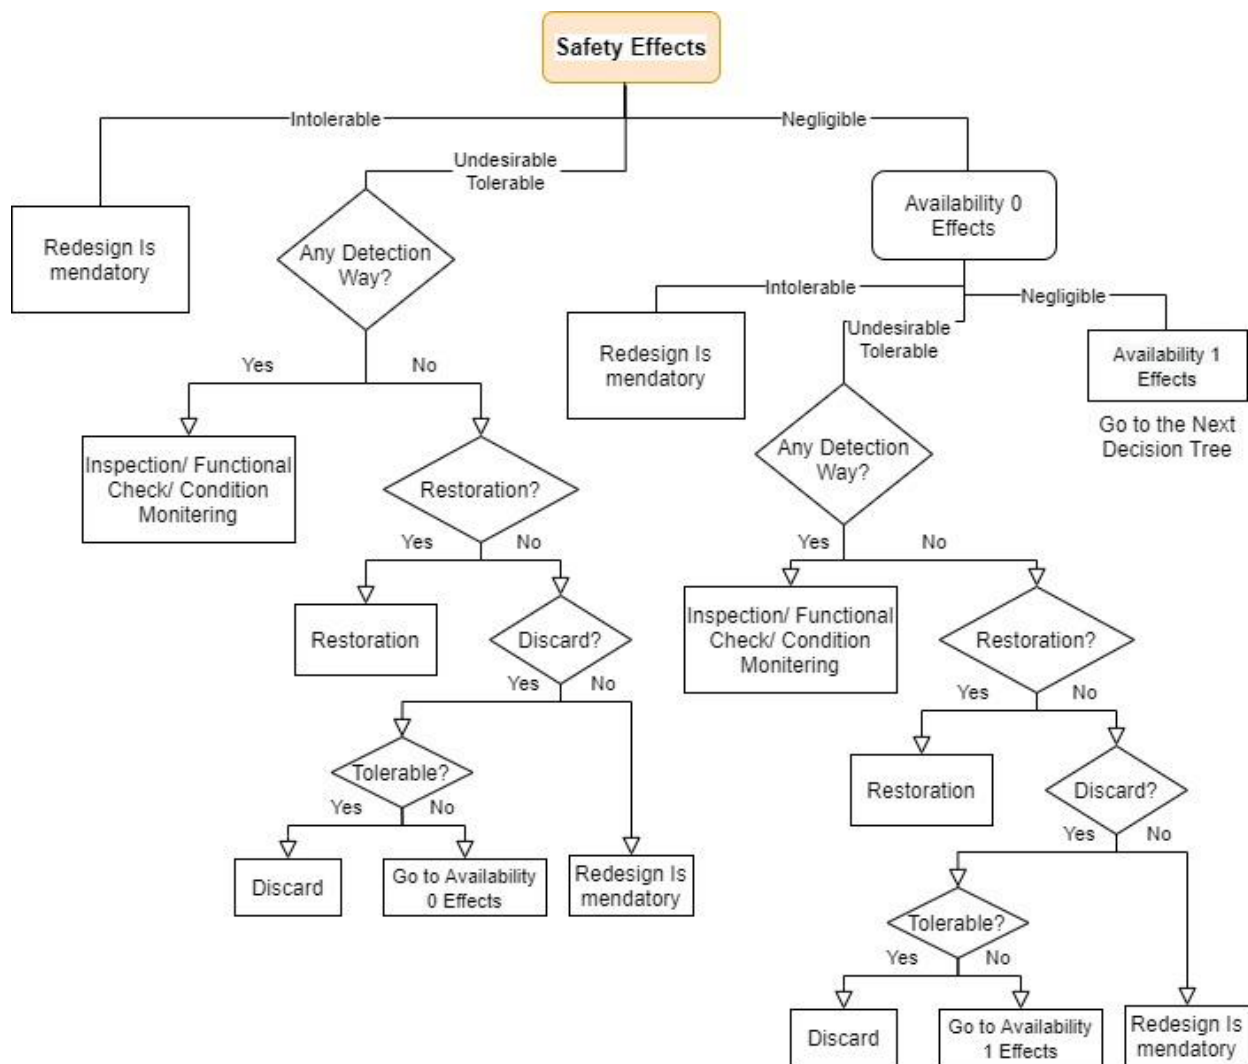 Safety Effects
Intolerable
Negligible
Undesirable
Tolerable
Redesign Is
mendatory
Any Detection
Way?
Availability 0
Effects
Intolerable
Negligible
Undesirable
Tolerable
Redesign Is
mendatory
Availability 1
Effects
Go to the Next
Decision Tree
Yes
No
Inspection/ Functional
Check/ Condition
Monitering
Restoration?
Any Detection
Way?
Yes
No
Restoration
Discard?
Yes
No
Inspection/ Functional
Check/ Condition
Monitering
Restoration?
Yes
No
Tolerable?
Yes
No
Restoration
Discard?
Yes
No
Discard
Go to Availability
0 Effects
Redesign Is
mendatory
Yes
No
Tolerable?
Yes
No
Discard
Go to Availability
1 Effects
Redesign Is
mendatory